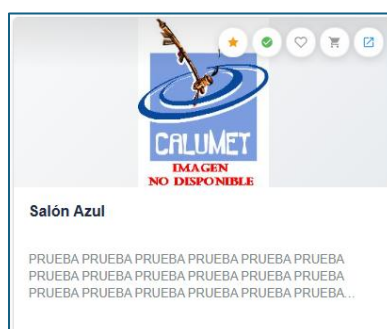 CALUMET
IMAGEN
NO DISPONIBLE
Salón Azul
PRUEBA PRUEBA PRUEBA PRUEBA PRUEBA PRUEBA
PRUEBA PRUEBA PRUEBA PRUEBA PRUEBA PRUEBA
PRUEBA PRUEBA PRUEBA PRUEBA PRUEBA PRUEBA...